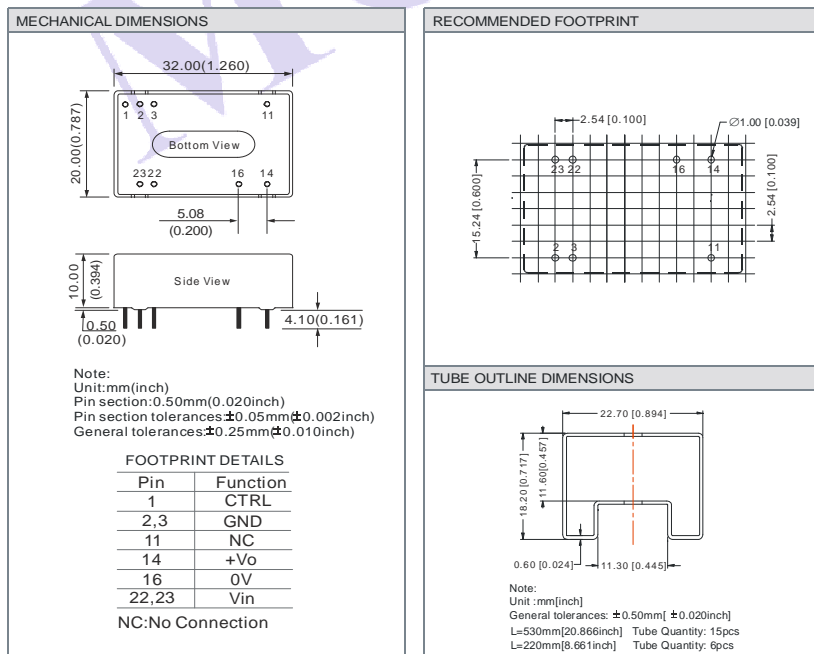 MECHANICAL DIMENSIONS
32.00(1.260)
20.00(0.787)
1 2 3 11
Bottom View
23 22 16 14
5.08
(0.200)
10.00
(0.394)
Side View
0.50
(0.020)
4.10(0.161)
Note:
Unit:mm(inch)
Pin section:0.50mm(0.020inch)
Pin section tolerances:±0.05mm(±0.002inch)
General tolerances:±0.25mm(±0.010inch)
FOOTPRINT DETAILS
Pin Function
1 CTRL
2,3 GND
11 NC
14 +Vo
16 0V
22,23 Vin
NC:No Connection
RECOMMENDED FOOTPRINT
2.54 [0.100]
∅1.00 [0.039]
23 22 16 14
15.24 [0.600]
2.54 [0.100]
2 3 11
TUBE OUTLINE DIMENSIONS
22.70 [0.894]
18.20 [0.717]
11.60[0.457]
0.60 [0.024]
11.30 [0.445]
Note:
Unit :mm[inch]
General tolerances: ±0.50mm[ ±0.020inch]
L=530mm[20.866inch] Tube Quantity: 15pcs
L=220mm[8.661inch] Tube Quantity: 6pcs